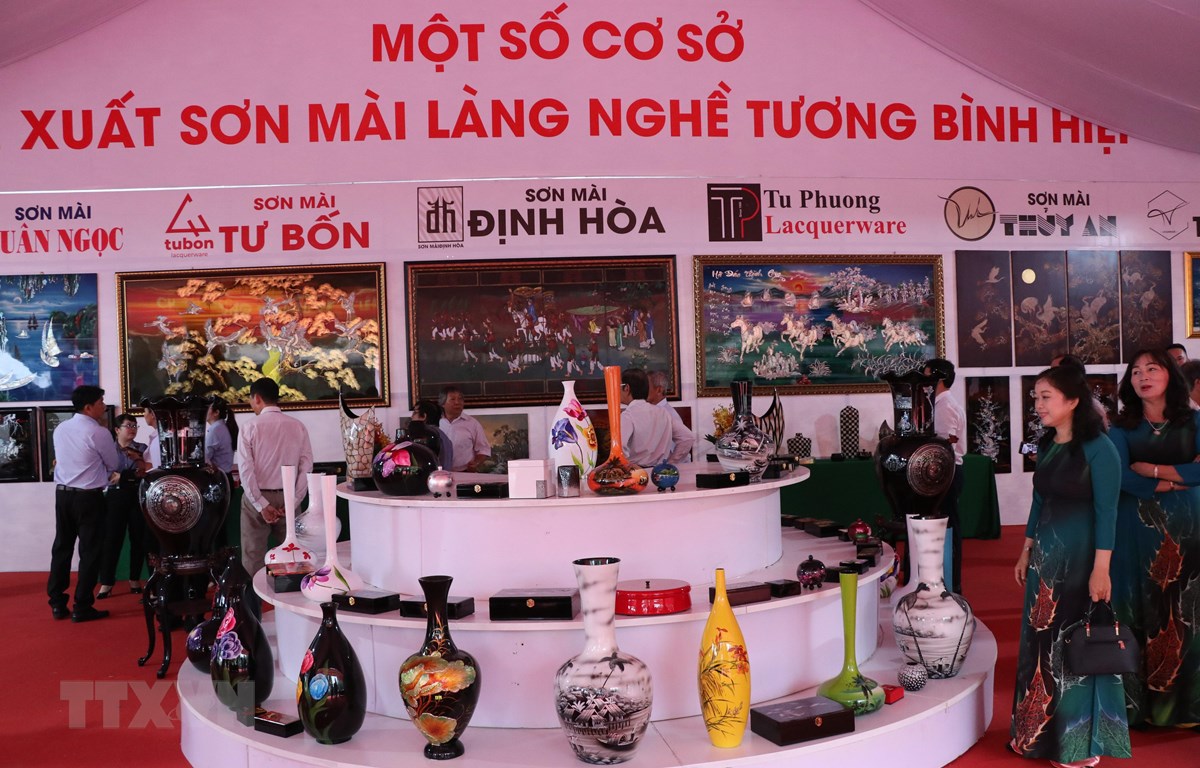 MỘT SỐ CƠ SỞ
XUẤT SƠN MÀI LÀNG NGHỀ TƯƠNG BÌNH HIỆP
SƠN MÀI
UÂN NGỌC
tubon
lacquerware
SƠN MÀI
TƯ BỐN
đh
SƠN MÀI ĐỊNH HÒA
SƠN MÀI
ĐỊNH HÒA
TP
Tu Phuong
Lacquerware
SƠN MÀI
THỦY AN
T
TTXVN